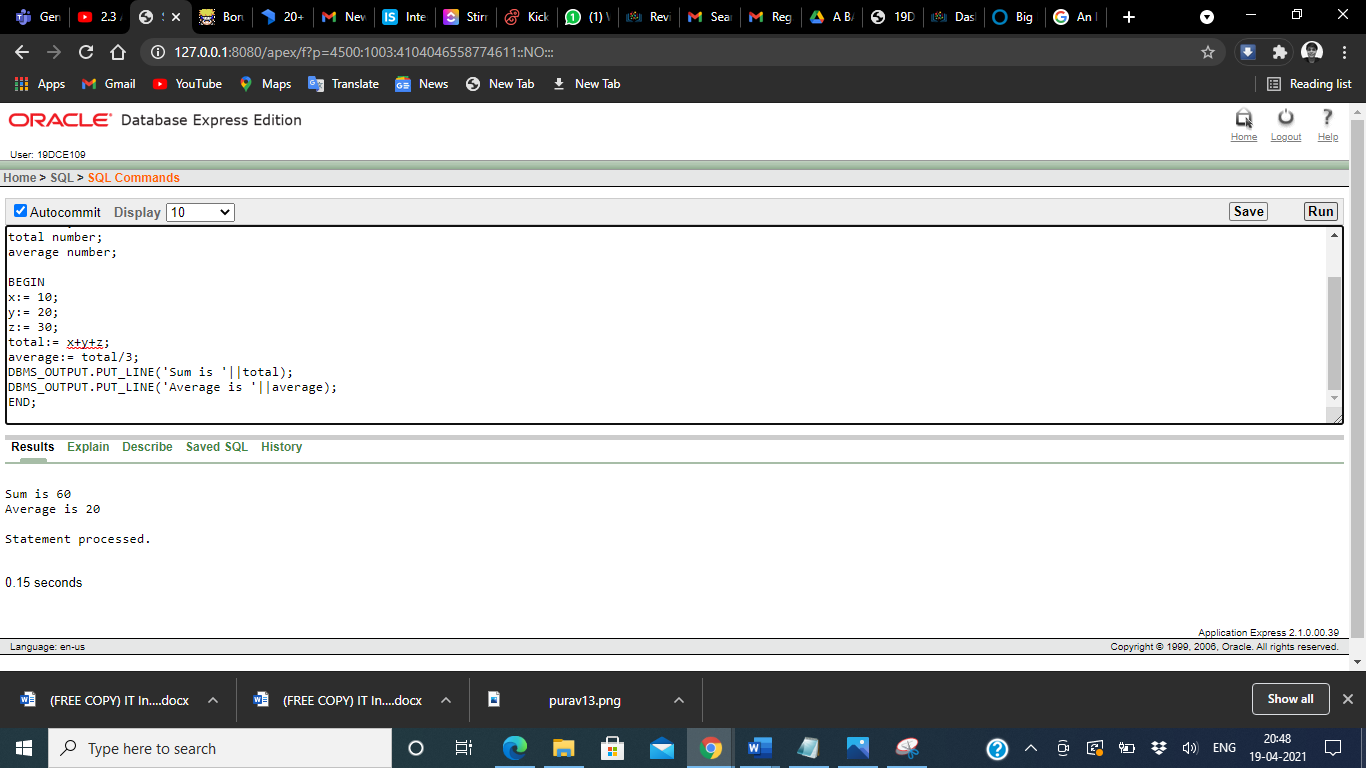 Gen
2.3
Bor
20+
Nev
IS Inte
Stirr
Kick
(1)
Revi
Sear
Reg
A B
19D
Das
Big
An
127.0.0.1:8080/apex/f?p=4500:1003:4104046558774611::NO:::
Apps Gmail YouTube Maps Translate GE News New Tab New Tab Reading list
ORACLE Database Express Edition
Home Logout Help
User: 19DCE109
Home > SQL > SQL Commands
Autocommit Display 10 Save Run
total number;
average number;
BEGIN
x:= 10;
y:= 20;
z:= 30;
total:= x+y+z;
average:= total/3;
DBMS_OUTPUT.PUT_LINE('Sum is '||total);
DBMS_OUTPUT.PUT_LINE('Average is '||average);
END;
Results Explain Describe Saved SQL History
Sum is 60
Average is 20
Statement processed.
0.15 seconds
Application Express 2.1.0.00.39
Language: en-us Copyright © 1999, 2006, Oracle. All rights reserved.
(FREE COPY) IT In....docx (FREE COPY) IT In....docx purav13.png Show all
Type here to search ENG 20:48
19-04-2021